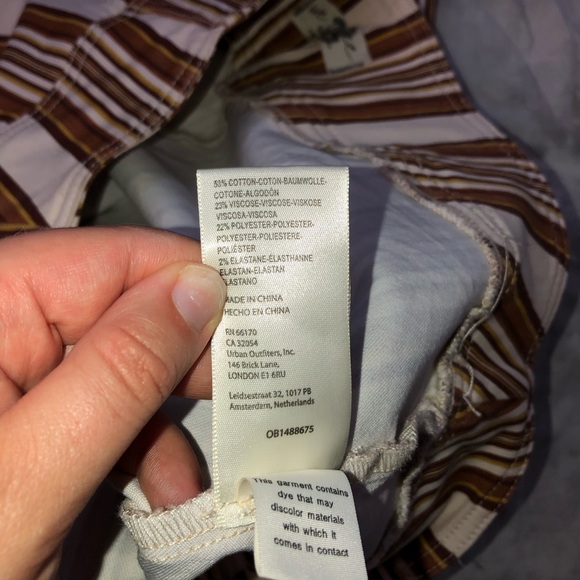 53% COTTON-COTON-BAUMWOLLE-
COTONE-ALGODÓN
23% VISCOSE-VISCOSE-VISKOSE
VISCOSA-VISCOSA
22% POLYESTER-POLYESTER-
POLYESTER-POLIESTERE-
POLIÉSTER
2% ELASTANE-ÉLASTHANNE
ELASTAN-ELASTAN
ELASTANO
MADE IN CHINA
HECHO EN CHINA
RN 66170
CA 32054
Urban Outfitters, Inc.
146 Brick Lane,
LONDON E1 6RU
Leidsestraat 32, 1017 PB
Amsterdam, Netherlands
OB1488675
This garment contains
dye that may
discolor materials
with which it
comes in contact